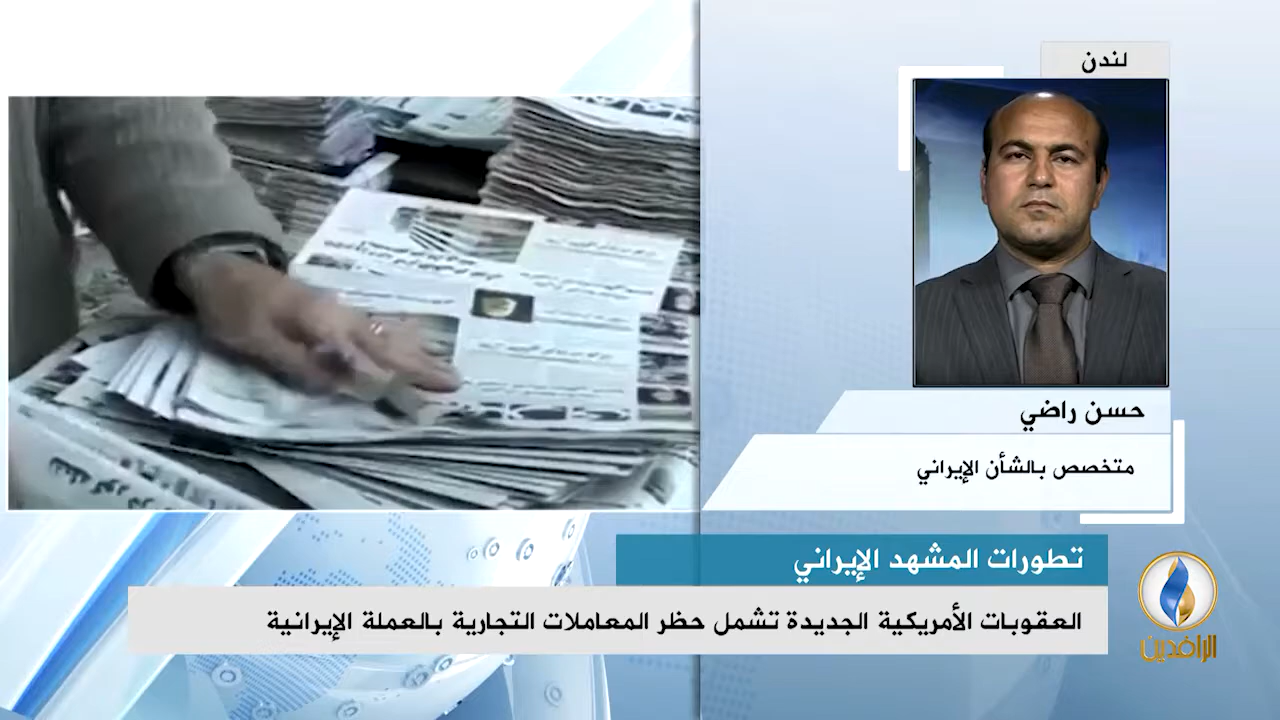 لندن
حسن راضي
متخصص بالشأن الإيراني
تطورات المشهد الإيراني
العقوبات الأمريكية الجديدة تشمل حظر المعاملات التجارية بالعملة الإيرانية
الرافدين